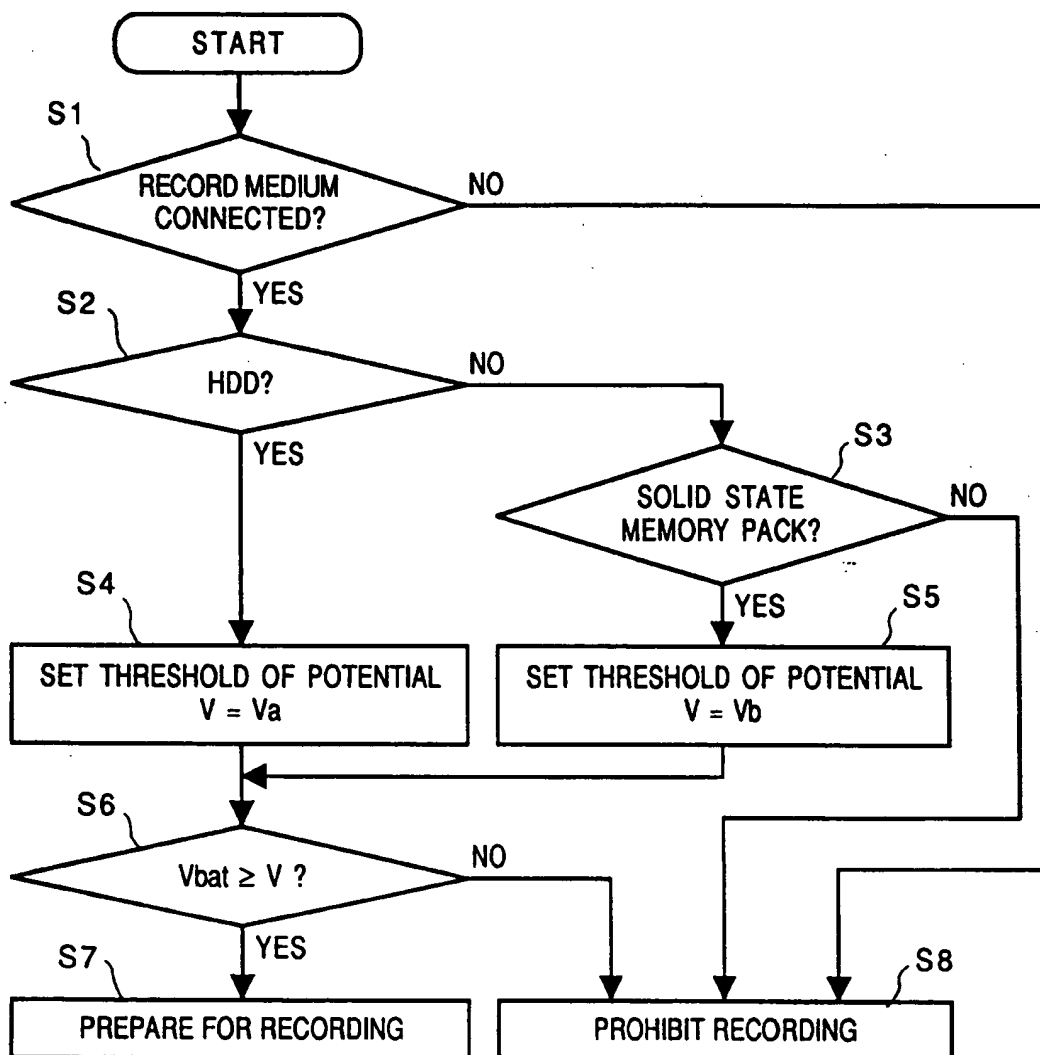 START
S1
RECORD MEDIUM
CONNECTED?
NO
YES
S2
HDD?
NO
YES
S3
SOLID STATE
MEMORY PACK?
NO
YES
S4
SET THRESHOLD OF POTENTIAL
V = Va
S5
SET THRESHOLD OF POTENTIAL
V = Vb
S6
Vbat ≥ V ?
NO
YES
S7
PREPARE FOR RECORDING
S8
PROHIBIT RECORDING